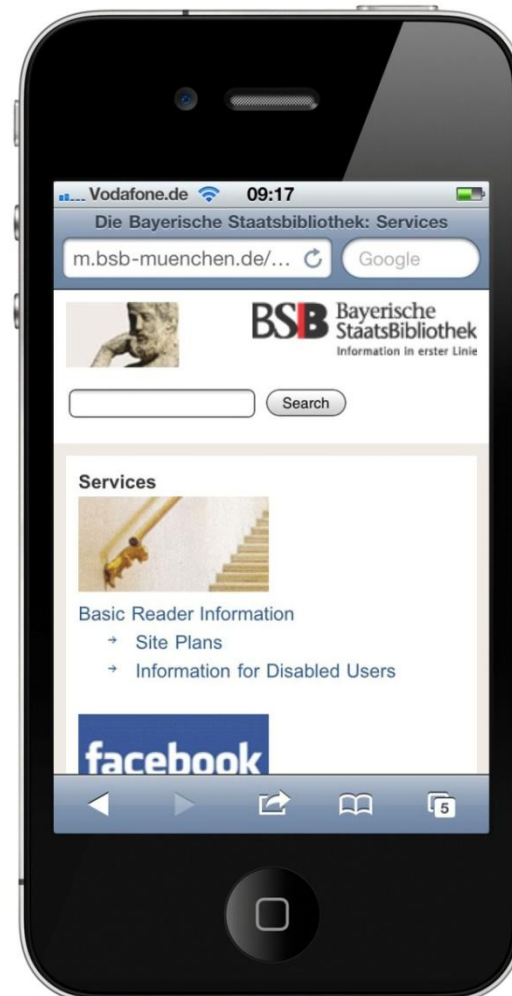 Vodafone.de 09:17
Die Bayerische Staatsbibliothek: Services
m.bsb-muenchen.de/... Google
BSB Bayerische
StaatsBibliothek
Information in erster Linie
Search
Services
Basic Reader Information
→ Site Plans
→ Information for Disabled Users
facebook
5